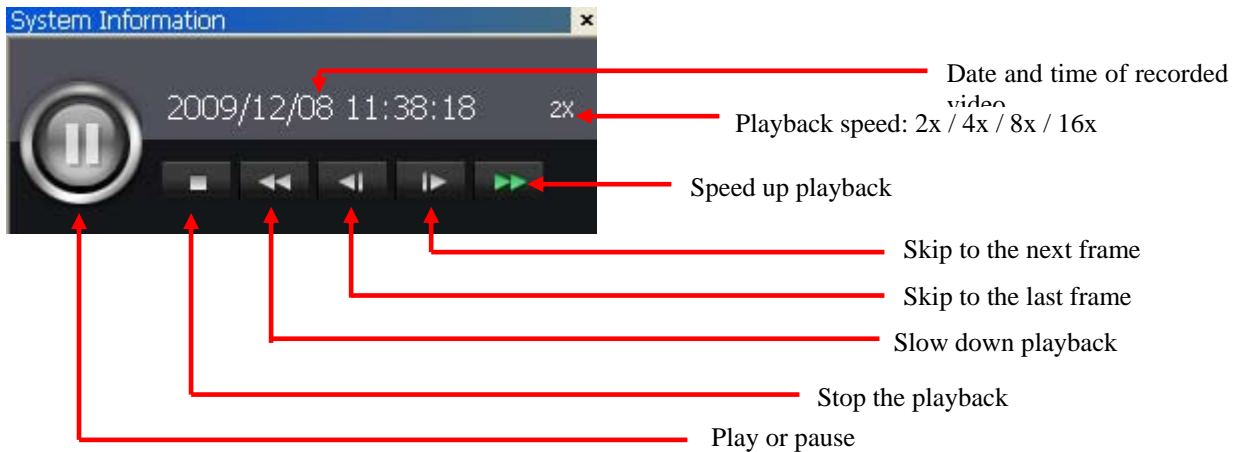 System Information
Date and time of recorded
video
2009/12/08 11:38:18 2X
Playback speed: 2x / 4x / 8x / 16x
Speed up playback
Skip to the next frame
Skip to the last frame
Slow down playback
Stop the playback
Play or pause